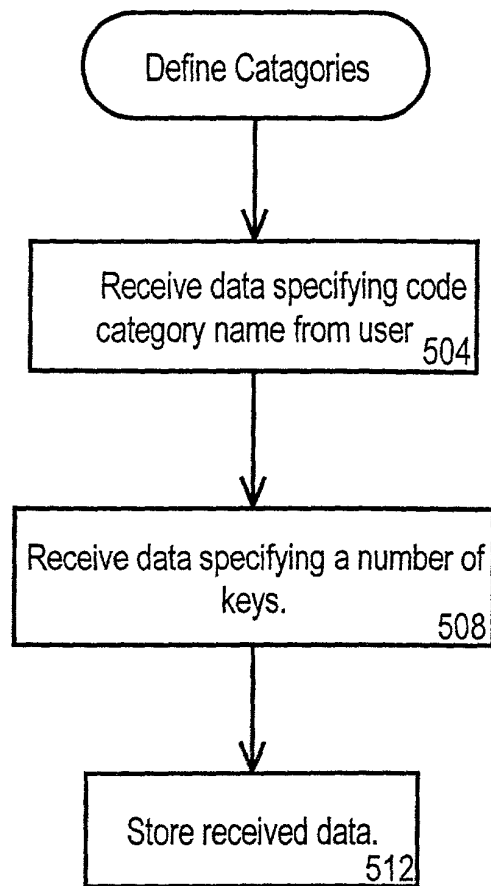 Define Catagories
Receive data specifying code
category name from user
504
Receive data specifying a number of
keys.
508
Store received data.
512